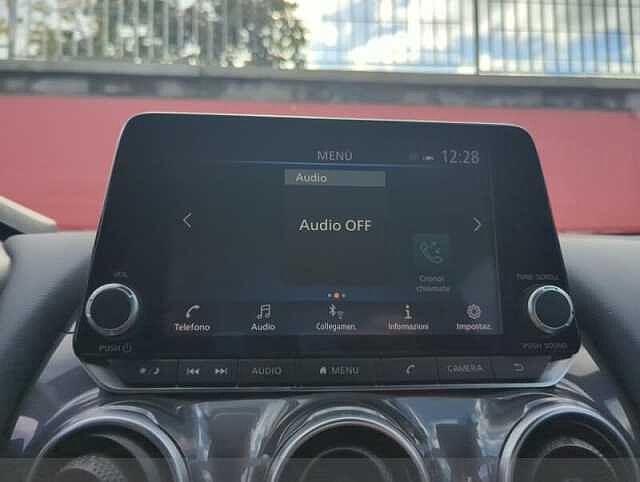 MENÙ
12:28
Audio
Audio OFF
Cronol
chiamate
VOL
TUNE·SCROLL
Telefono
Audio
Collegamen.
Informazioni
Impostaz.
PUSH
PUSH SOUND
AUDIO
MENU
CAMERA